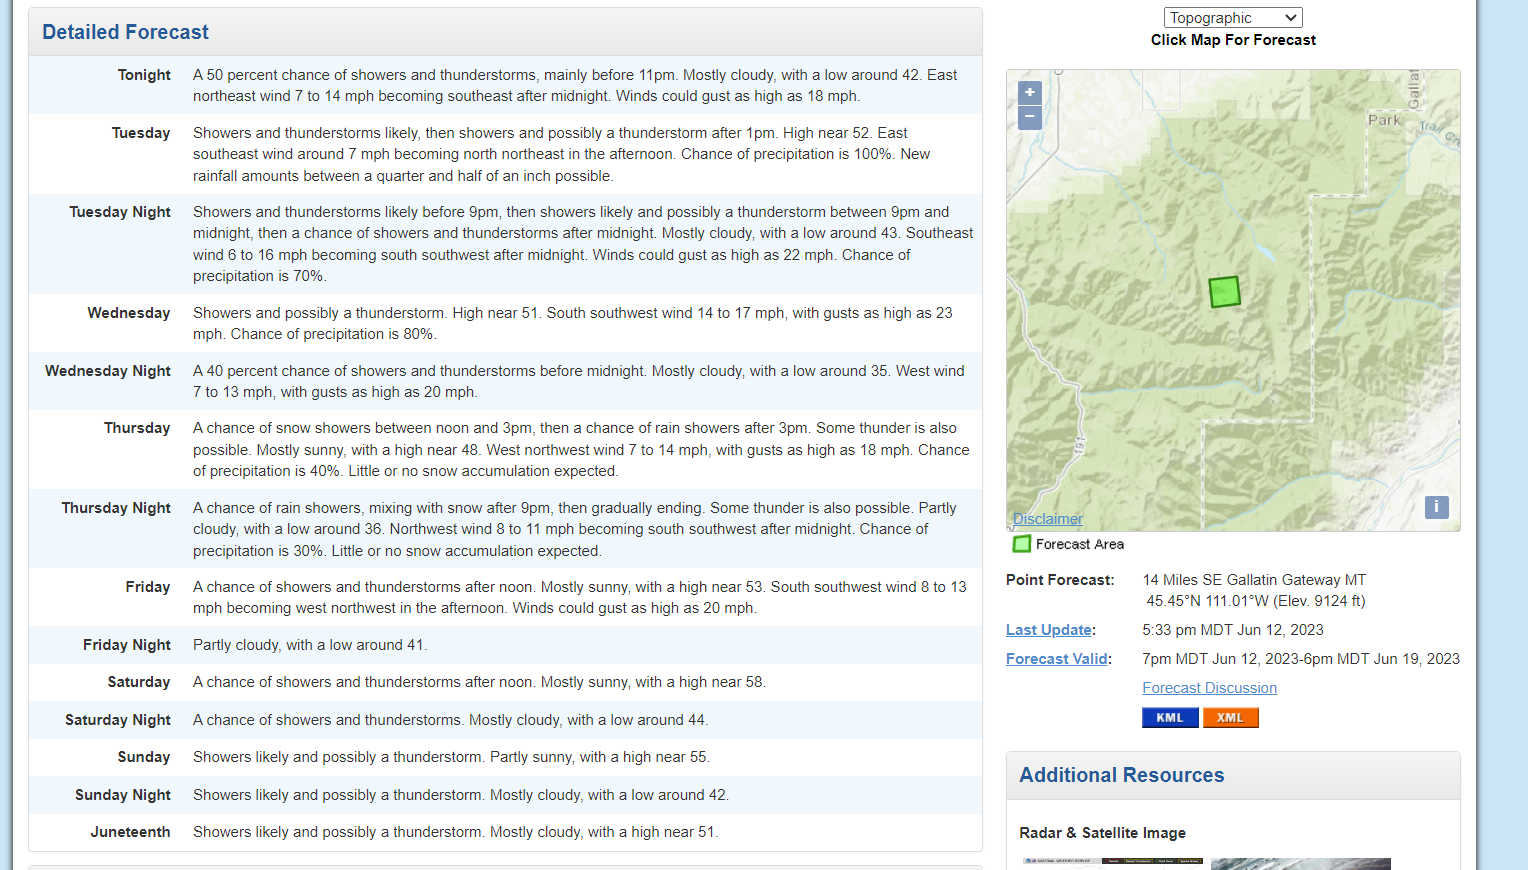 Detailed Forecast
Tonight
A 50 percent chance of showers and thunderstorms, mainly before 11pm. Mostly cloudy, with a low around 42. East
northeast wind 7 to 14 mph becoming southeast after midnight. Winds could gust as high as 18 mph.
Tuesday
Showers and thunderstorms likely, then showers and possibly a thunderstorm after 1pm. High near 52. East
southeast wind around 7 mph becoming north northeast in the afternoon. Chance of precipitation is 100%. New
rainfall amounts between a quarter and half of an inch possible.
Tuesday Night
Showers and thunderstorms likely before 9pm, then showers likely and possibly a thunderstorm between 9pm and
midnight, then a chance of showers and thunderstorms after midnight. Mostly cloudy, with a low around 43. Southeast
wind 6 to 16 mph becoming south southwest after midnight. Winds could gust as high as 22 mph. Chance of
precipitation is 70%.
Wednesday
Showers and possibly a thunderstorm. High near 51. South southwest wind 14 to 17 mph, with gusts as high as 23
mph. Chance of precipitation is 80%.
Wednesday Night
A 40 percent chance of showers and thunderstorms before midnight. Mostly cloudy, with a low around 35. West wind
7 to 13 mph, with gusts as high as 20 mph.
Thursday
A chance of snow showers between noon and 3pm, then a chance of rain showers after 3pm. Some thunder is also
possible. Mostly sunny, with a high near 48. West northwest wind 7 to 14 mph, with gusts as high as 18 mph. Chance
of precipitation is 40%. Little or no snow accumulation expected.
Thursday Night
A chance of rain showers, mixing with snow after 9pm, then gradually ending. Some thunder is also possible. Partly
cloudy, with a low around 36. Northwest wind 8 to 11 mph becoming south southwest after midnight. Chance of
precipitation is 30%. Little or no snow accumulation expected.
Friday
A chance of showers and thunderstorms after noon. Mostly sunny, with a high near 53. South southwest wind 8 to 13
mph becoming west northwest in the afternoon. Winds could gust as high as 20 mph.
Friday Night
Partly cloudy, with a low around 41.
Saturday
A chance of showers and thunderstorms after noon. Mostly sunny, with a high near 58.
Saturday Night
A chance of showers and thunderstorms. Mostly cloudy, with a low around 44.
Sunday
Showers likely and possibly a thunderstorm. Partly sunny, with a high near 55.
Sunday Night
Showers likely and possibly a thunderstorm. Mostly cloudy, with a low around 42.
Juneteenth
Showers likely and possibly a thunderstorm. Mostly cloudy, with a high near 51.
Topographic
Click Map For Forecast
+
−
Gallat
Park
Trail C
191
i
Disclaimer
Forecast Area
Point Forecast:
14 Miles SE Gallatin Gateway MT
45.45°N 111.01°W (Elev. 9124 ft)
Last Update:
5:33 pm MDT Jun 12, 2023
Forecast Valid:
7pm MDT Jun 12, 2023-6pm MDT Jun 19, 2023
Forecast Discussion
KML
XML
Additional Resources
Radar & Satellite Image